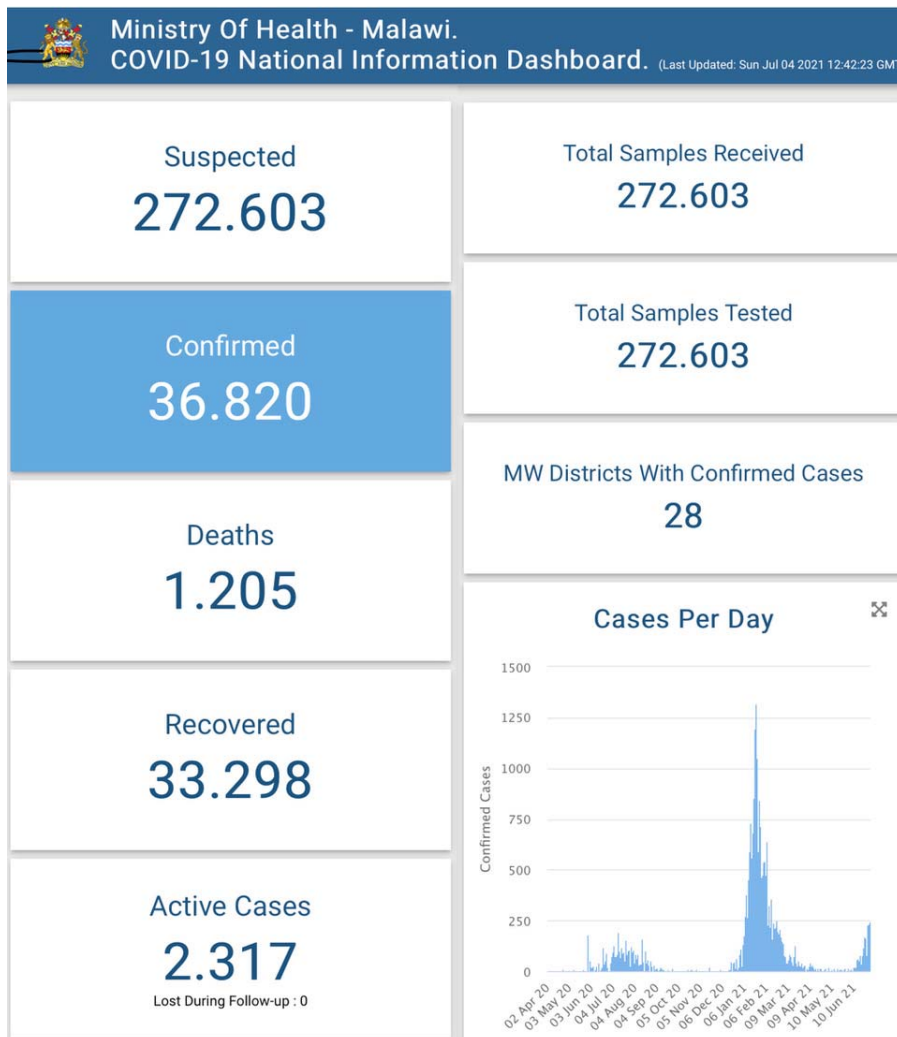 Ministry Of Health - Malawi.
COVID-19 National Information Dashboard. (Last Updated: Sun Jul 04 2021 12:42:23 GMT
Suspected
272.603
Confirmed
36.820
Deaths
1.205
Recovered
33.298
Active Cases
2.317
Lost During Follow-up : 0
Total Samples Received
272.603
Total Samples Tested
272.603
MW Districts With Confirmed Cases
28
Cases Per Day
Confirmed Cases
1500
1250
1000
750
500
250
0
02 Apr 20
03 May 20
03 Jun 20
04 Jul 20
04 Aug 20
04 Sep 20
05 Oct 20
05 Nov 20
06 Dec 20
06 Jan 21
06 Feb 21
09 Mar 21
09 Apr 21
10 May 21
10 Jun 21